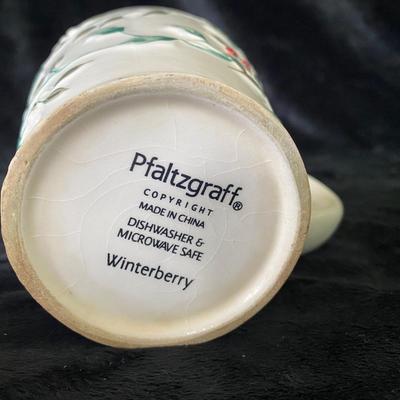 Pfaltzgraff®
COPYRIGHT
MADE IN CHINA
DISHWASHER &
MICROWAVE SAFE
Winterberry